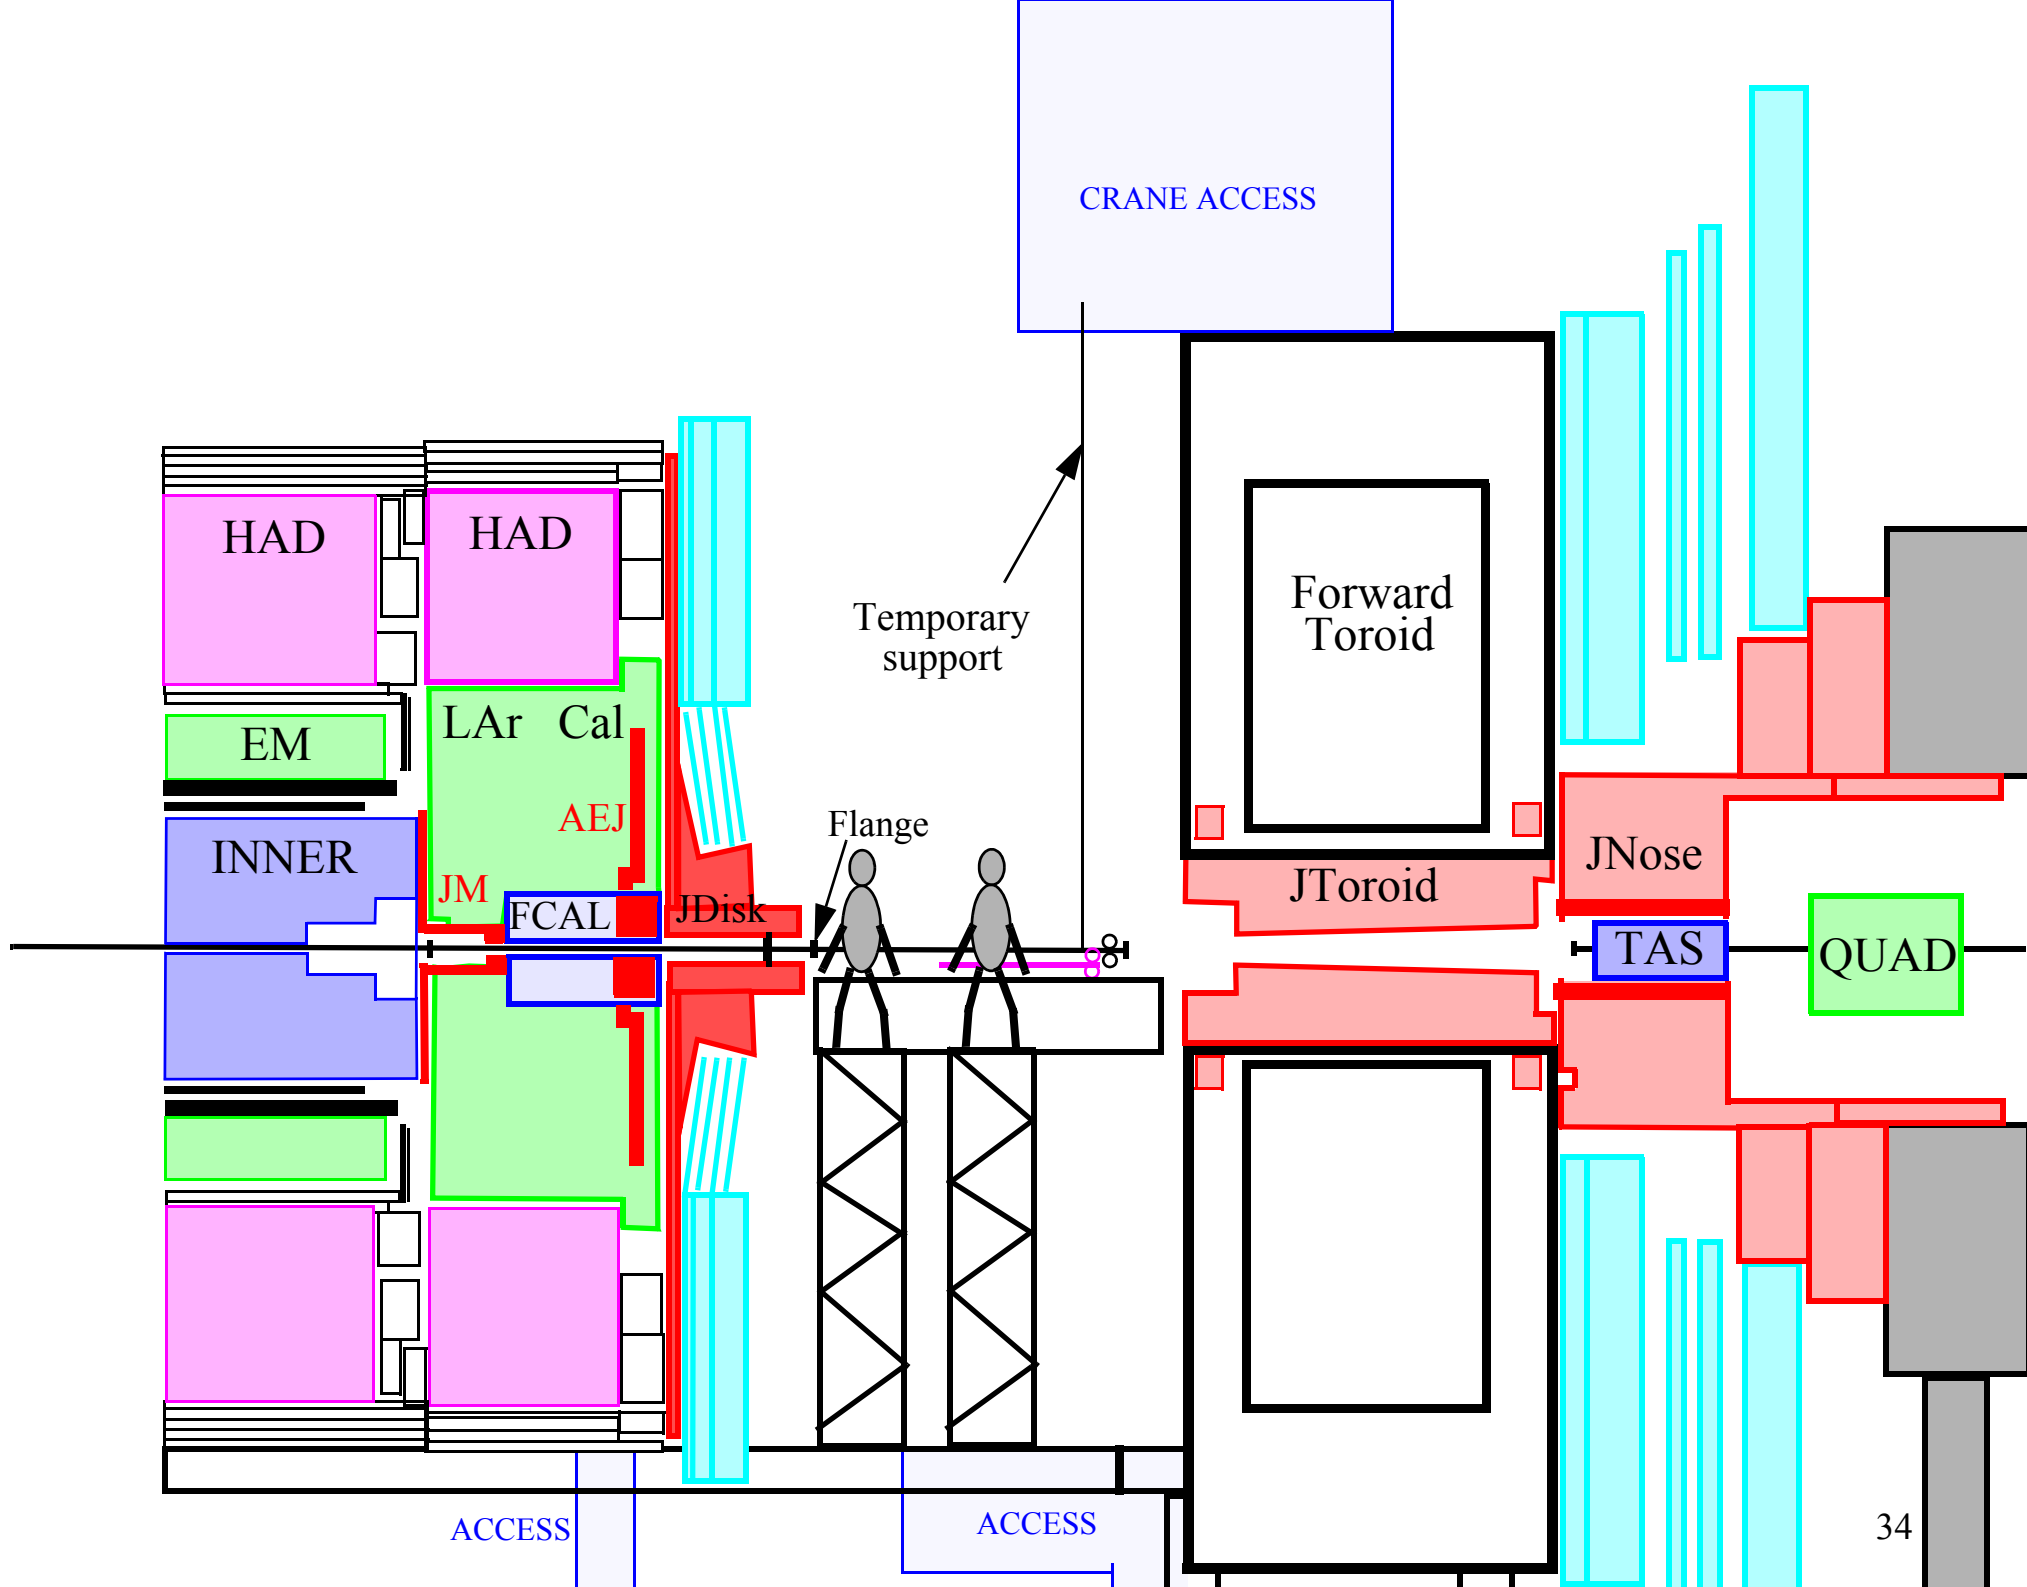 CRANE ACCESS
HAD
HAD
Forward
Toroid
Temporary
support
LAr Cal
EM
AEJ
Flange
INNER
JNose
JM
JToroid
FCAL
JDisk
TAS
QUAD
ACCESS
ACCESS
34